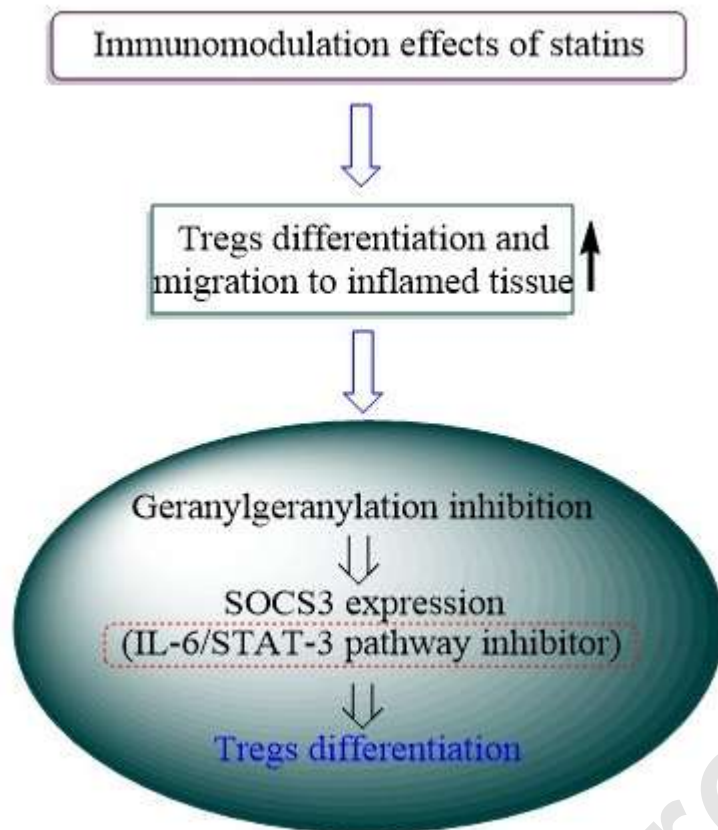 Immunomodulation effects of statins
Tregs differentiation and
migration to inflamed tissue
Geranylgeranylation inhibition
SOCS3 expression
(IL-6/STAT-3 pathway inhibitor)
Tregs differentiation